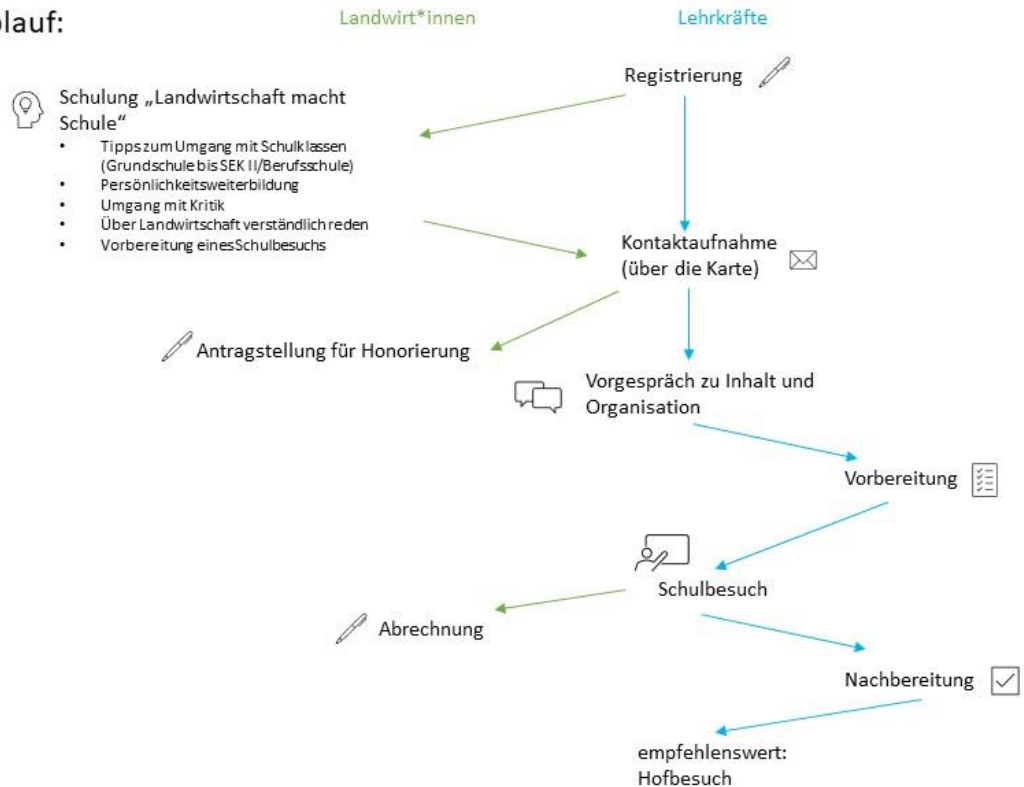 olauf:
Landwirt*innen
Lehrkräfte
Registrierung
Schulung „Landwirtschaft macht
Schule“
• Tipps zum Umgang mit Schulklassen
(Grundschule bis SEK II/Berufsschule)
• Persönlichkeitsweiterbildung
• Umgang mit Kritik
• Über Landwirtschaft verständlich reden
• Vorbereitung eines Schulbesuchs
Kontaktaufnahme
(über die Karte)
Antragstellung für Honorierung
Vorgespräch zu Inhalt und
Organisation
Vorbereitung
Schulbesuch
Abrechnung
Nachbereitung
empfehlenswert:
Hofbesuch